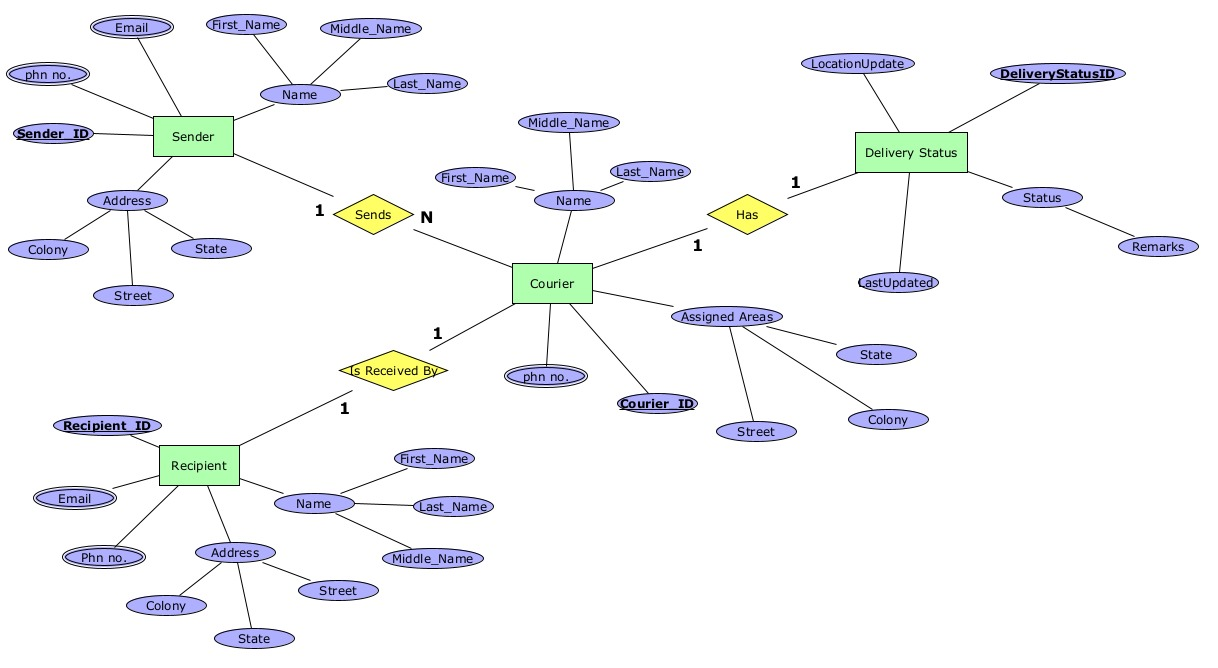 Email
First_Name
Middle_Name
phn no.
Name
Last_Name
Sender_ID
Sender
Address
Colony
State
Street
1
Sends
N
LocationUpdate
DeliveryStatusID
Delivery Status
Status
Remarks
LastUpdated
1
Has
1
Middle_Name
First_Name
Last_Name
Name
Courier
Assigned Areas
State
Colony
Street
phn no.
Courier_ID
1
Is Received By
1
Recipient_ID
Recipient
Email
Phn no.
First_Name
Name
Last_Name
Middle_Name
Address
Street
Colony
State